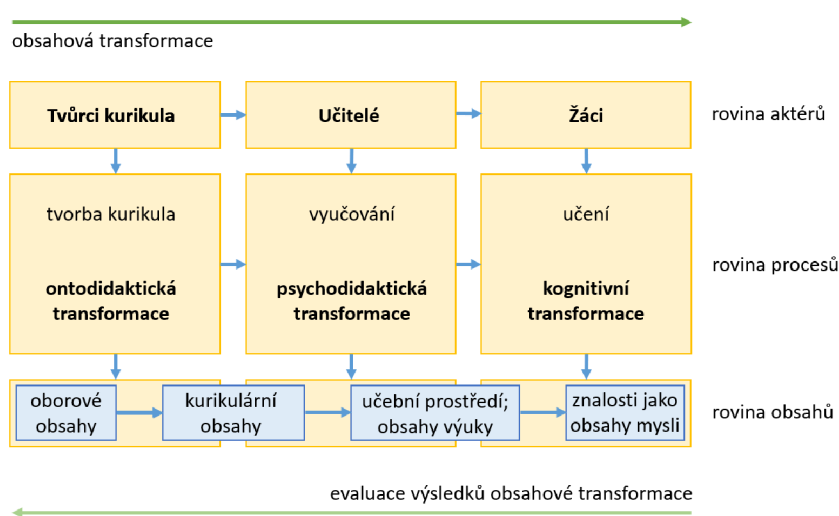 obsahová transformace
Tvůrci kurikula
Učitelé
Žáci
rovina aktérů
tvorba kurikula
vyučování
učení
rovina procesů
ontodidaktická
transformace
psychodidaktická
transformace
kognitivní
transformace
oborové
obsahy
kurikulární
obsahy
učební prostředí;
obsahy výuky
znalosti jako
obsahy mysli
rovina obsahů
evaluace výsledků obsahové transformace